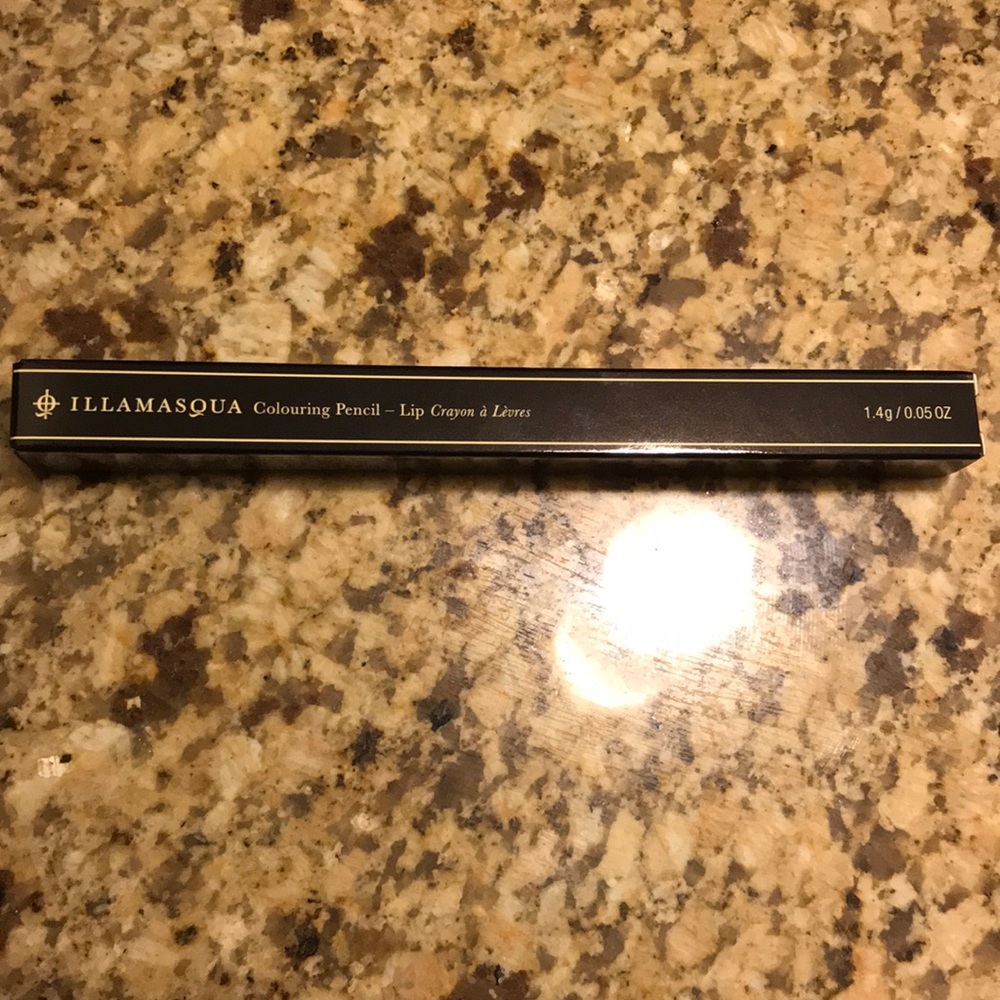 ILLAMASQUA Colouring Pencil – Lip Crayon à Lèvres 1.4g / 0.05 OZ